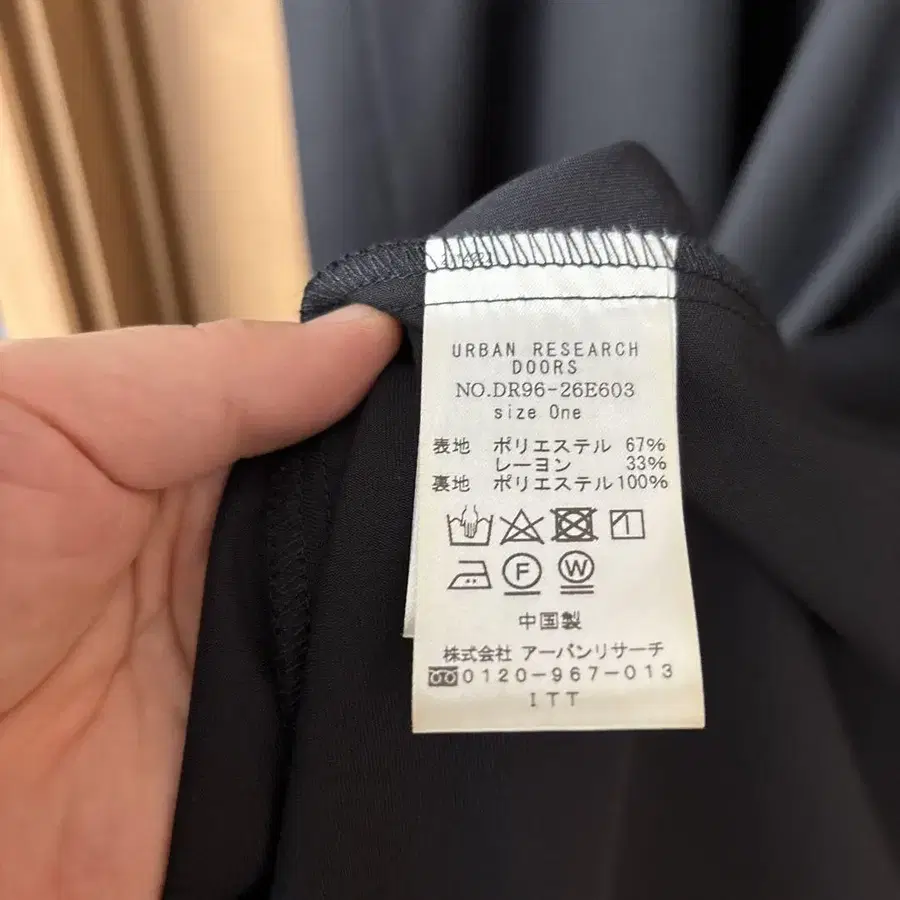 URBAN RESEARCH
DOORS
NO.DR96-26E603
size One
表地 ポリエステル 67%
レーヨン 33%
裏地 ポリエステル 100%
1
F W
中国製
株式会社 アーバンリサーチ
0120-967-013
ITT